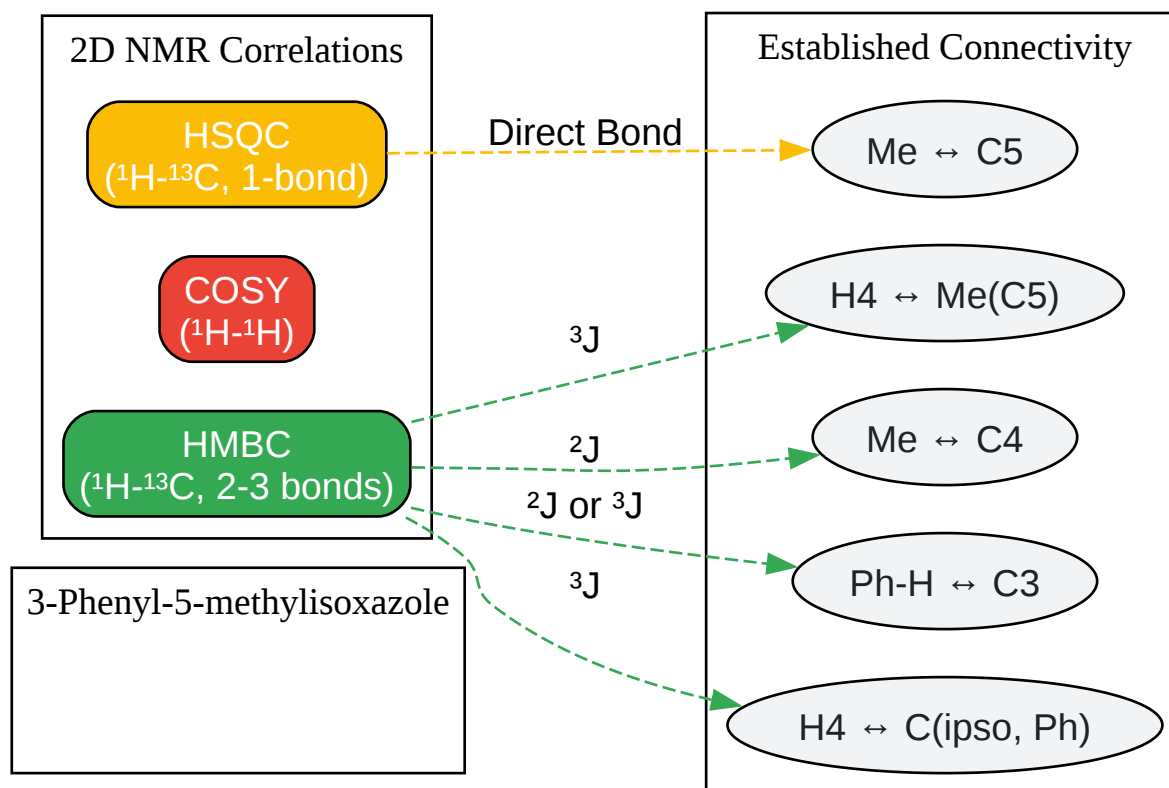 2D NMR Correlations
HSQC
(¹H-¹³C, 1-bond)
COSY
(¹H-¹H)
HMBC
(¹H-¹³C, 2-3 bonds)
3-Phenyl-5-methylisoxazole
Direct Bond
³J
²J
²J or ³J
³J
Established Connectivity
Me ↔ C5
H4 ↔ Me(C5)
Me ↔ C4
Ph-H ↔ C3
H4 ↔ C(ipso, Ph)